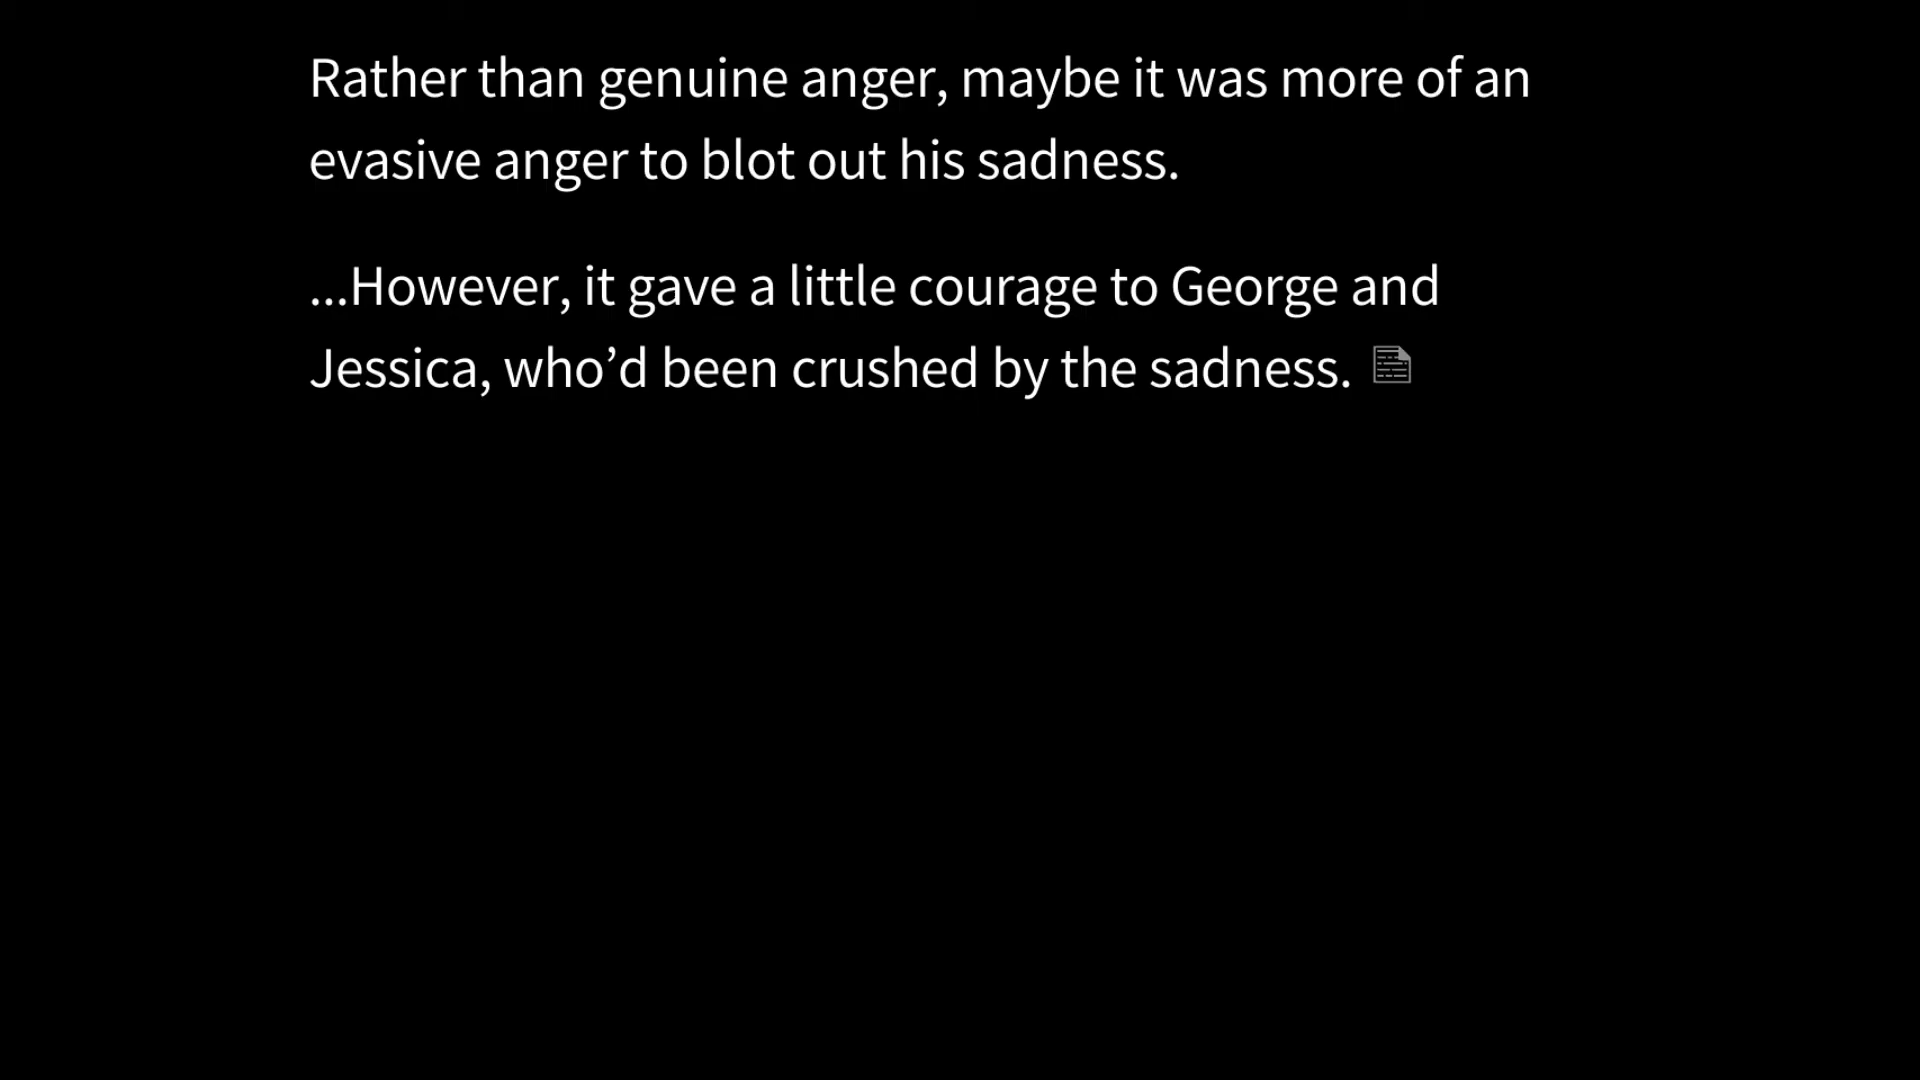 Rather than genuine anger, maybe it was more of an
evasive anger to blot out his sadness.
...However, it gave a little courage to George and
Jessica, who’d been crushed by the sadness.